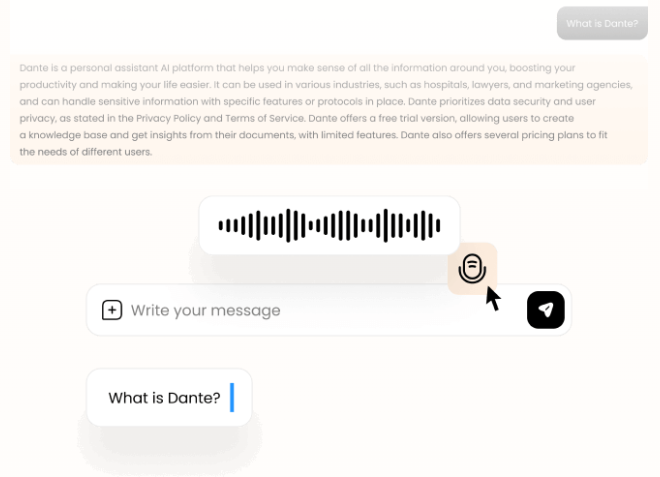 What is Dante?
Dante is a personal assistant AI platform that helps you make sense of all the information around you, boosting your
productivity and making your life easier. It can be used in various industries, such as hospitals, lawyers, and marketing agencies,
and can handle sensitive information with specific features or protocols in place. Dante prioritizes data security and user
privacy, as stated in the Privacy Policy and Terms of Service. Dante offers a free trial version, allowing users to create
a knowledge base and get insights from their documents, with limited features. Dante also offers several pricing plans to fit
the needs of different users.
Write your message
What is Dante?